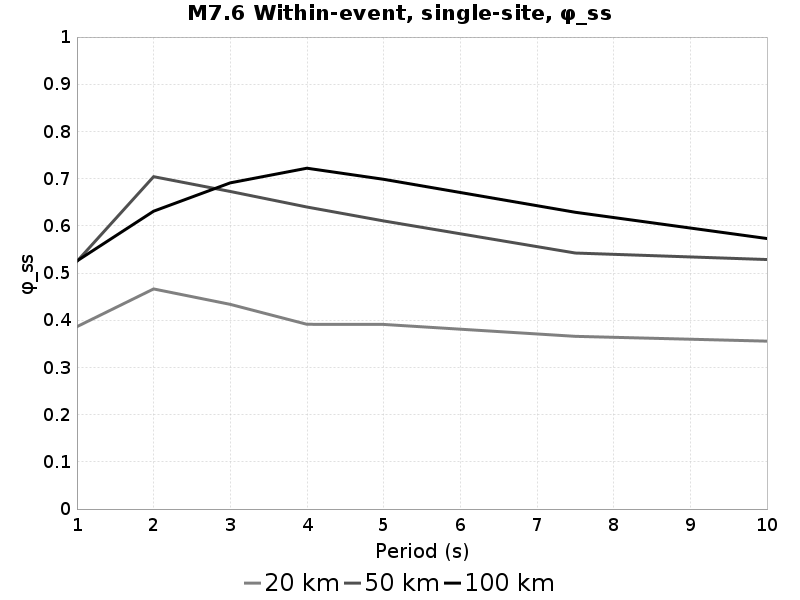 M7.6 Within-event, single-site, φ_ss
1
0.9
0.8
0.7
0.6
0.5
0.4
0.3
0.2
0.1
0
φ_ss
1 2 3 4 5 6 7 8 9 10
Period (s)
20 km 50 km 100 km